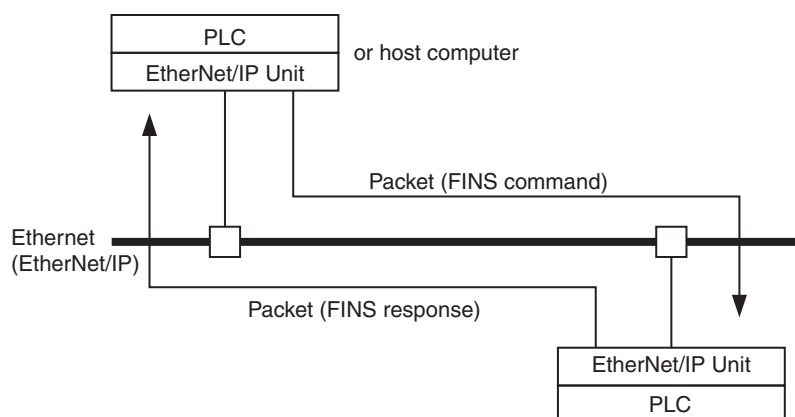 PLC
EtherNet/IP Unit
or host computer
Packet (FINS command)
Ethernet
(EtherNet/IP)
Packet (FINS response)
EtherNet/IP Unit
PLC